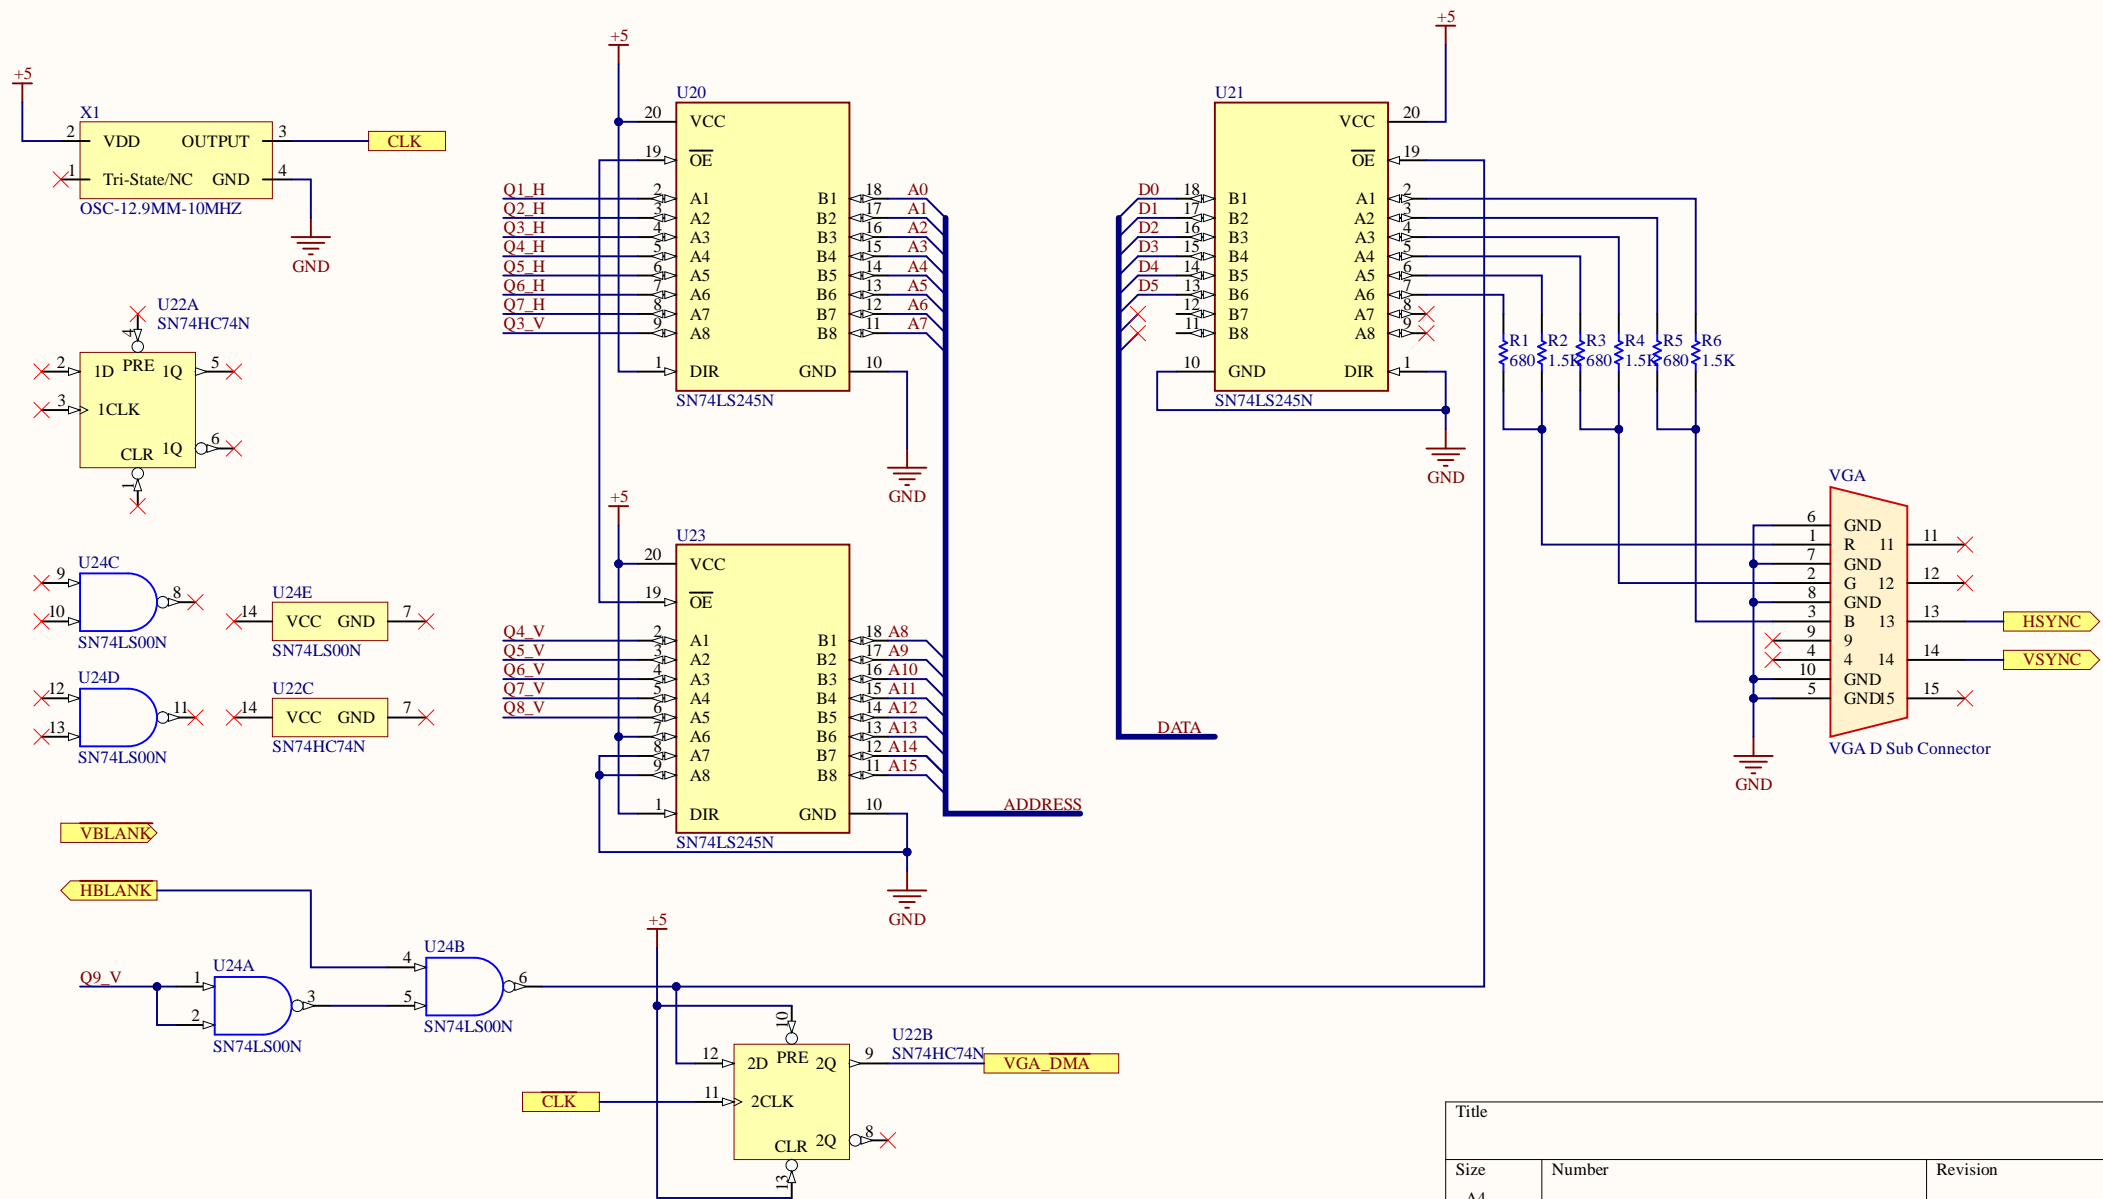 +5
X1
2 VDD OUTPUT 3 CLK
1 Tri-State/NC GND 4
OSC-12.9MM-10MHZ
GND
U22A
SN74HC74N
4
2 1D PRE 1Q 5
3 1CLK
CLR 1Q 6
1
U24C
9
10
8
SN74LS00N
U24E
14 VCC GND 7
SN74LS00N
U24D
12
13
11
SN74LS00N
U22C
14 VCC GND 7
SN74HC74N
VBLANK
HBLANK
Q9_V
U24A
1
2
3
SN74LS00N
U24B
4
5
6
SN74LS00N
+5
U20
20 VCC
19 OE
Q1_H 2 A1 B1 18 A0
Q2_H 3 A2 B2 17 A1
Q3_H 4 A3 B3 16 A2
Q4_H 5 A4 B4 15 A3
Q5_H 6 A5 B5 14 A4
Q6_H 7 A6 B6 13 A5
Q7_H 8 A7 B7 12 A6
Q3_V 9 A8 B8 11 A7
1 DIR GND 10
SN74LS245N
GND
+5
U23
20 VCC
19 OE
Q4_V 2 A1 B1 18 A8
Q5_V 3 A2 B2 17 A9
Q6_V 4 A3 B3 16 A10
Q7_V 5 A4 B4 15 A11
Q8_V 6 A5 B5 14 A12
7 A6 B6 13 A13
8 A7 B7 12 A14
9 A8 B8 11 A15
1 DIR GND 10
SN74LS245N
ADDRESS
GND
+5
10
U22B
SN74HC74N
12 2D PRE 2Q 9 VGA_DMA
CLK 11 2CLK
CLR 2Q 8
13
+5
U21
VCC 20
OE 19
D0 18 B1 A1 2
D1 17 B2 A2 3
D2 16 B3 A3 4
D3 15 B4 A4 5
D4 14 B5 A5 6
D5 13 B6 A6 7
12 B7 A7 8
11 B8 A8 9
10 GND DIR 1
SN74LS245N
GND
DATA
R1 R2 R3 R4 R5 R6
680 1.5K 680 1.5K 680 1.5K
VGA
6 GND
1 R 11 11
7 GND
2 G 12 12
8 GND
3 B 13 13 HSYNC
9 9
4 4 14 14 VSYNC
10 GND
5 GND 15 15
VGA D Sub Connector
GND
Title
Size Number Revision
A4